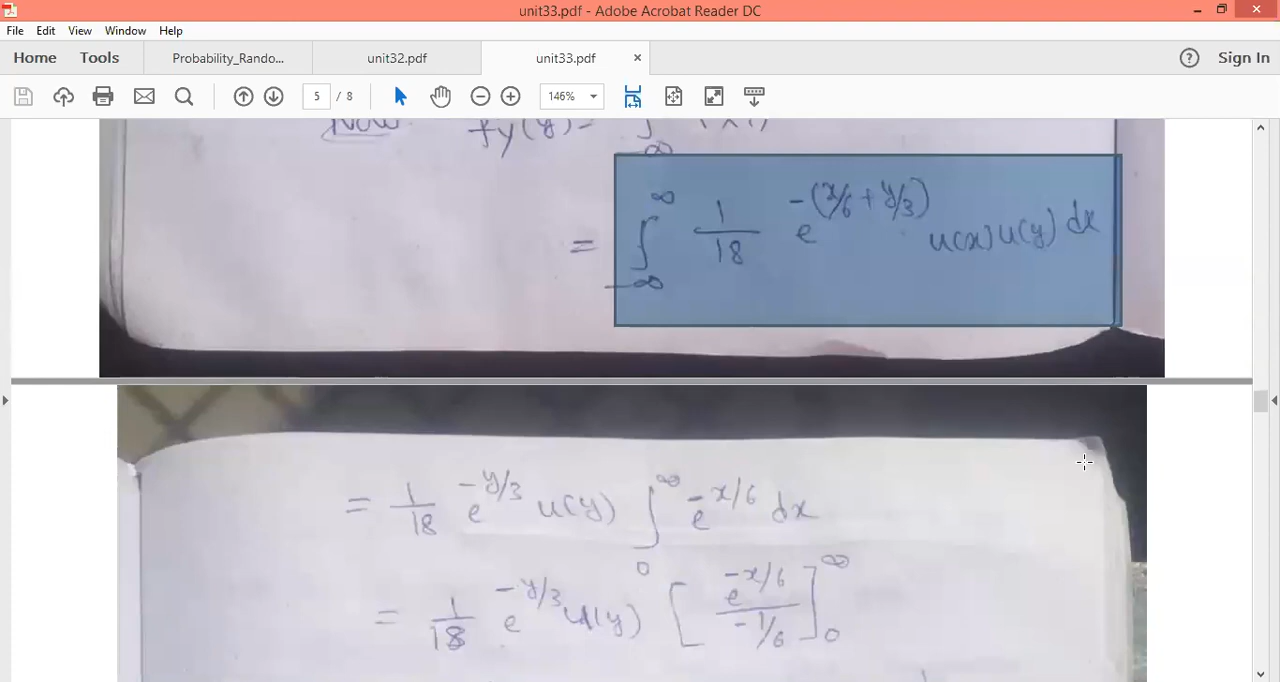 unit33.pdf - Adobe Acrobat Reader DC
File Edit View Window Help
Home Tools Probability_Rando... unit32.pdf unit33.pdf × ? Sign In
5 / 8 146%
Now fy(y) = ∫
-∞
= ∫_{-∞}^{∞} 1/18 e^{-(x/6 + y/3)} u(x) u(y) dx
= 1/18 e^{-y/3} u(y) ∫_0^∞ e^{-x/6} dx
= 1/18 e^{-y/3} u(y) [ e^{-x/6} / -1/6 ]_0^∞